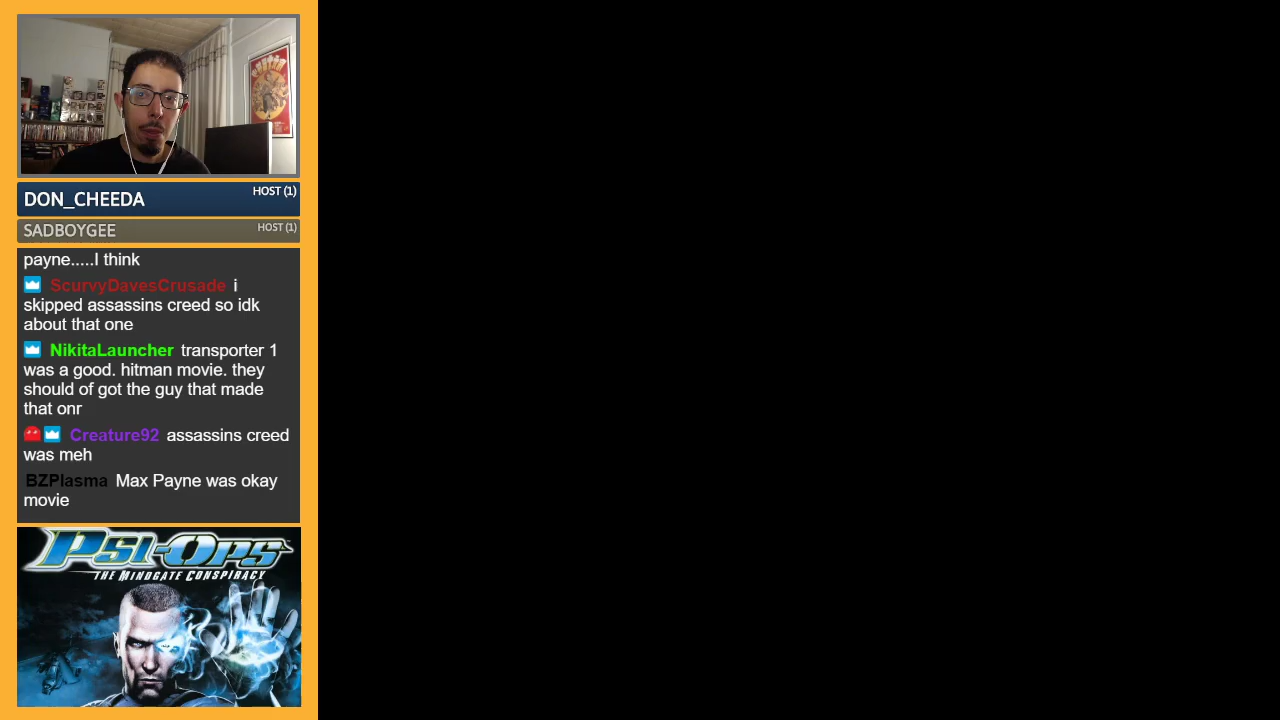 DON_CHEEDA
HOST (1)
SADBOYGEE
HOST (1)
payne.....I think
ScurvyDavesCrusade i
skipped assassins creed so idk
about that one
NikitaLauncher transporter 1
was a good. hitman movie. they
should of got the guy that made
that onr
Creature92 assassins creed
was meh
BZPlasma Max Payne was okay
movie
PSI-OPS
THE MINDGATE CONSPIRACY